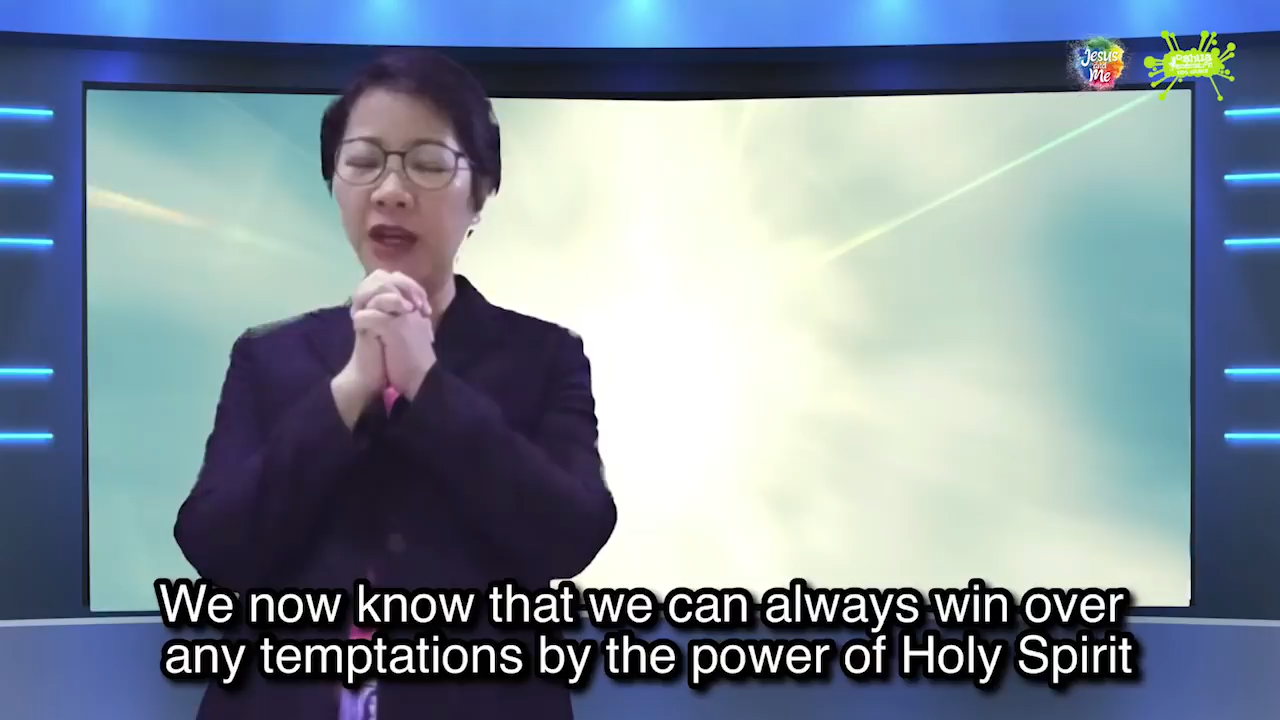 Jesus
and
Me
We now know that we can always win over
any temptations by the power of Holy Spirit